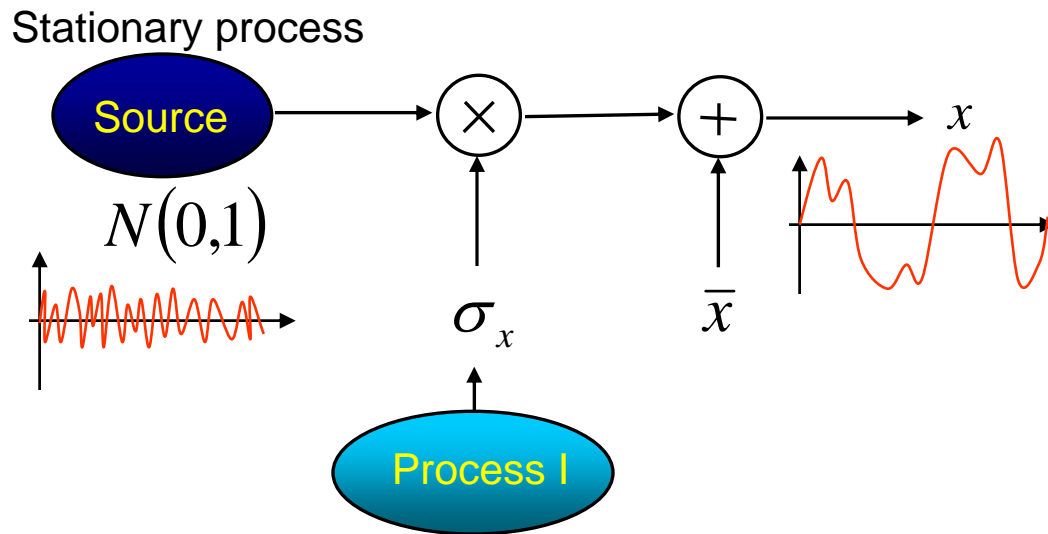 Stationary process
Source
×
+
x
N(0,1)
σₓ
x̅
Process I